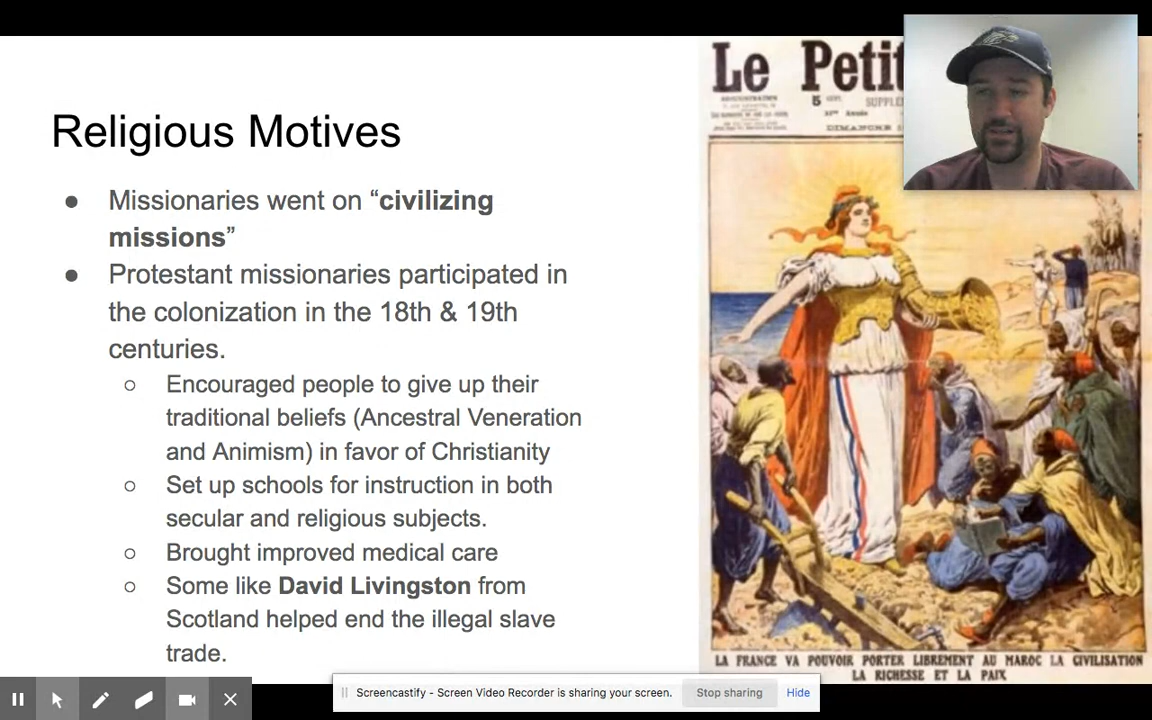 Religious Motives
● Missionaries went on “civilizing
missions”
● Protestant missionaries participated in
the colonization in the 18th & 19th
centuries.
○ Encouraged people to give up their
traditional beliefs (Ancestral Veneration
and Animism) in favor of Christianity
○ Set up schools for instruction in both
secular and religious subjects.
○ Brought improved medical care
○ Some like David Livingston from
Scotland helped end the illegal slave
trade.
Le Petit
ADMINISTRATION
5 CENT. SUPPL
DIMANCHE
LA FRANCE VA POUVOIR PORTER LIBREMENT AU MAROC LA CIVILISATION
LA RICHESSE ET LA PAIX
Screencastify - Screen Video Recorder is sharing your screen. Stop sharing Hide